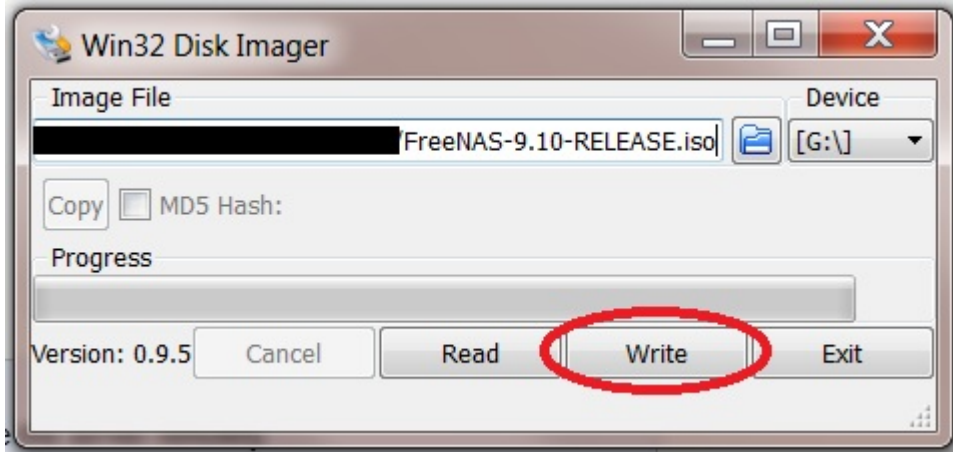 Win32 Disk Imager
Image File
Device
/FreeNAS-9.10-RELEASE.iso
[G:\]
Copy
MD5 Hash:
Progress
Version: 0.9.5
Cancel
Read
Write
Exit